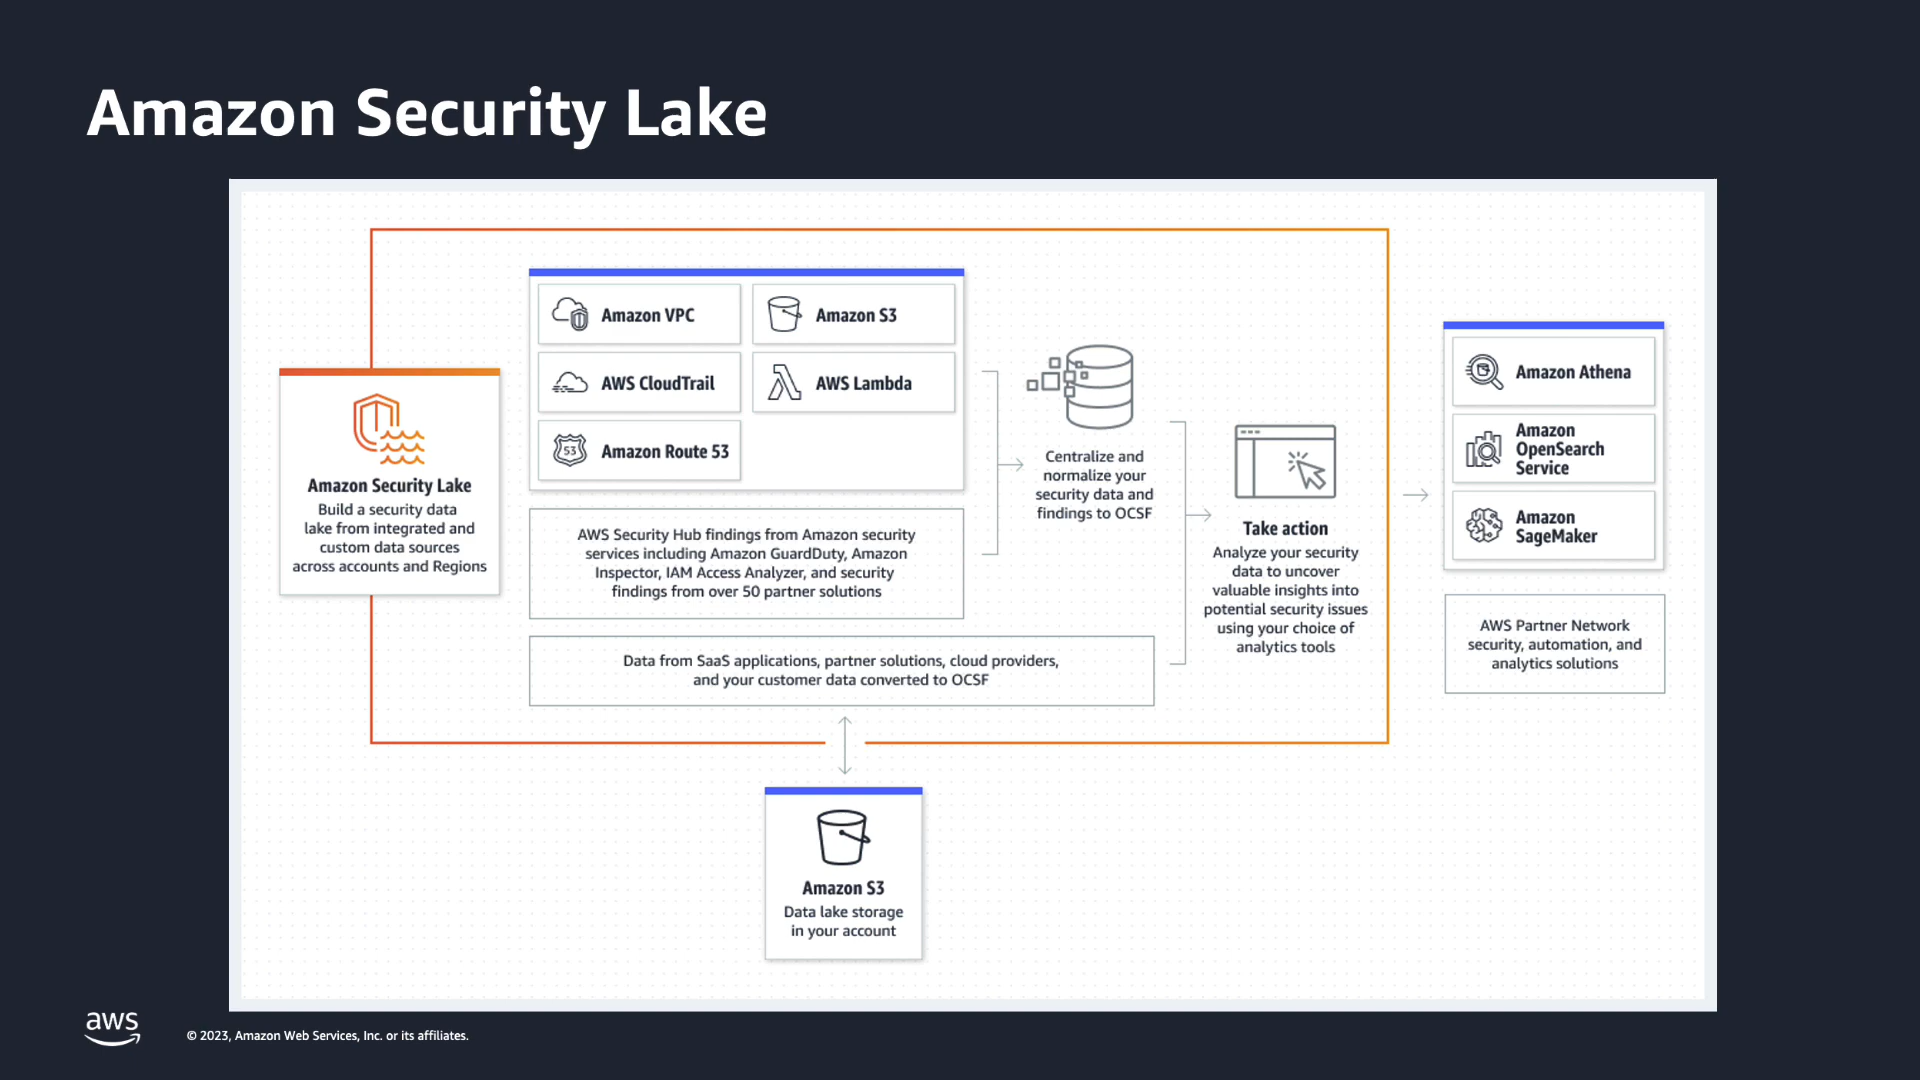 Amazon Security Lake
Amazon Security Lake
Build a security data
lake from integrated and
custom data sources
across accounts and Regions
Amazon VPC
Amazon S3
AWS CloudTrail
AWS Lambda
53
Amazon Route 53
AWS Security Hub findings from Amazon security
services including Amazon GuardDuty, Amazon
Inspector, IAM Access Analyzer, and security
findings from over 50 partner solutions
Data from SaaS applications, partner solutions, cloud providers,
and your customer data converted to OCSF
Centralize and
normalize your
security data and
findings to OCSF
Take action
Analyze your security
data to uncover
valuable insights into
potential security issues
using your choice of
analytics tools
Amazon Athena
Amazon
OpenSearch
Service
Amazon
SageMaker
AWS Partner Network
security, automation, and
analytics solutions
Amazon S3
Data lake storage
in your account
aws
© 2023, Amazon Web Services, Inc. or its affiliates.